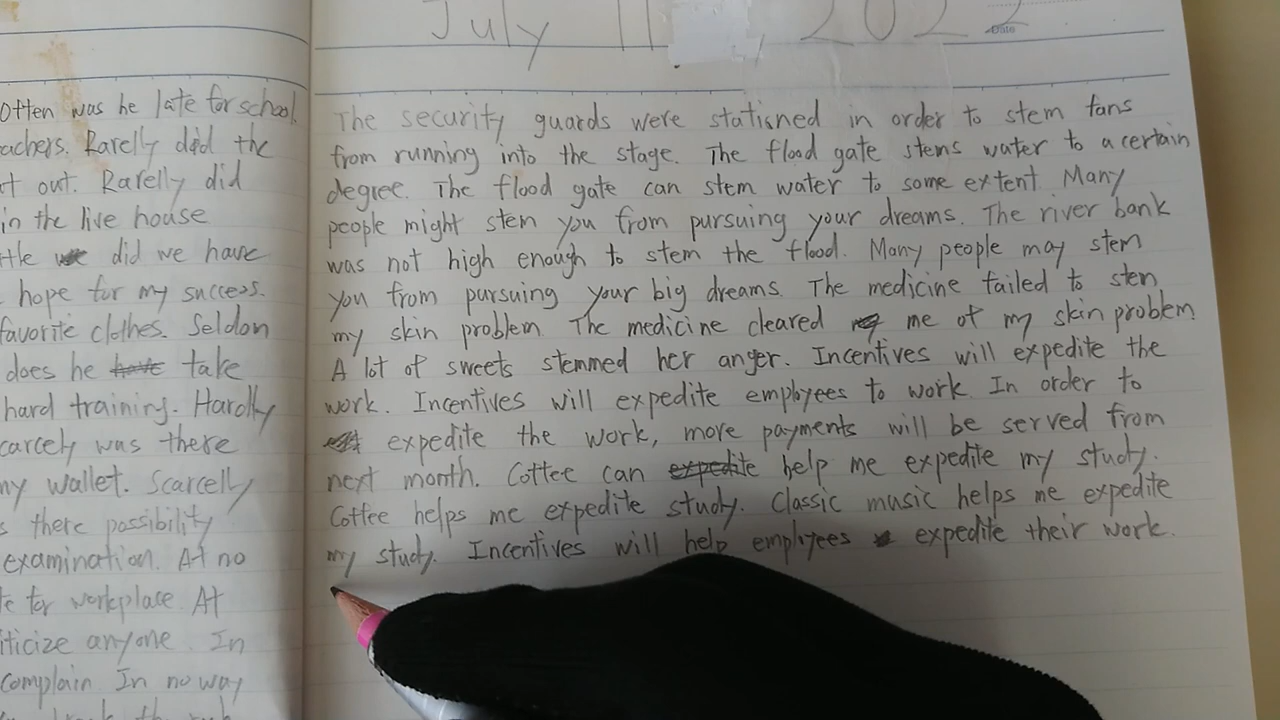 Otten was he late for school.
achers. Rarelly did the
t out. Rarelly did
in the live house
ttle did we have
hope for my success.
favorite clothes. Seldom
does he have take
hard training. Hardly
carcely was there
my wallet. Scarcelly
s there possibility
examination. At no
te for workplace. At
iticize anyone. In
complain. In no way
July 11, 2022
Date
The security guards were stationed in order to stem fans
from running into the stage. The flood gate stems water to a certain
degree. The flood gate can stem water to some extent. Many
people might stem you from pursuing your dreams. The river bank
was not high enough to stem the flood. Many people may stem
you from pursuing your big dreams. The medicine failed to stem
my skin problem. The medicine cleared me of my skin problem.
A lot of sweets stemmed her anger. Incentives will expedite the
work. Incentives will expedite employees to work. In order to
expedite the work, more payments will be served from
next month. Coffee can expedite help me expedite my study.
Coffee helps me expedite study. Classic music helps me expedite
my study. Incentives will help employees expedite their work.